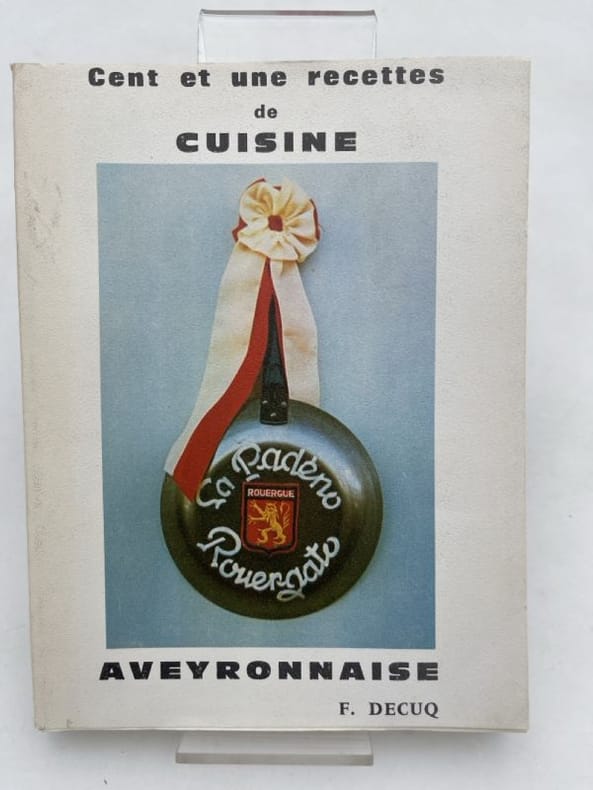 Cent et une recettes
de
CUISINE
La Padèno
ROUERGUE
Rouergato
AVEYRONNAISE
F. DECUQ